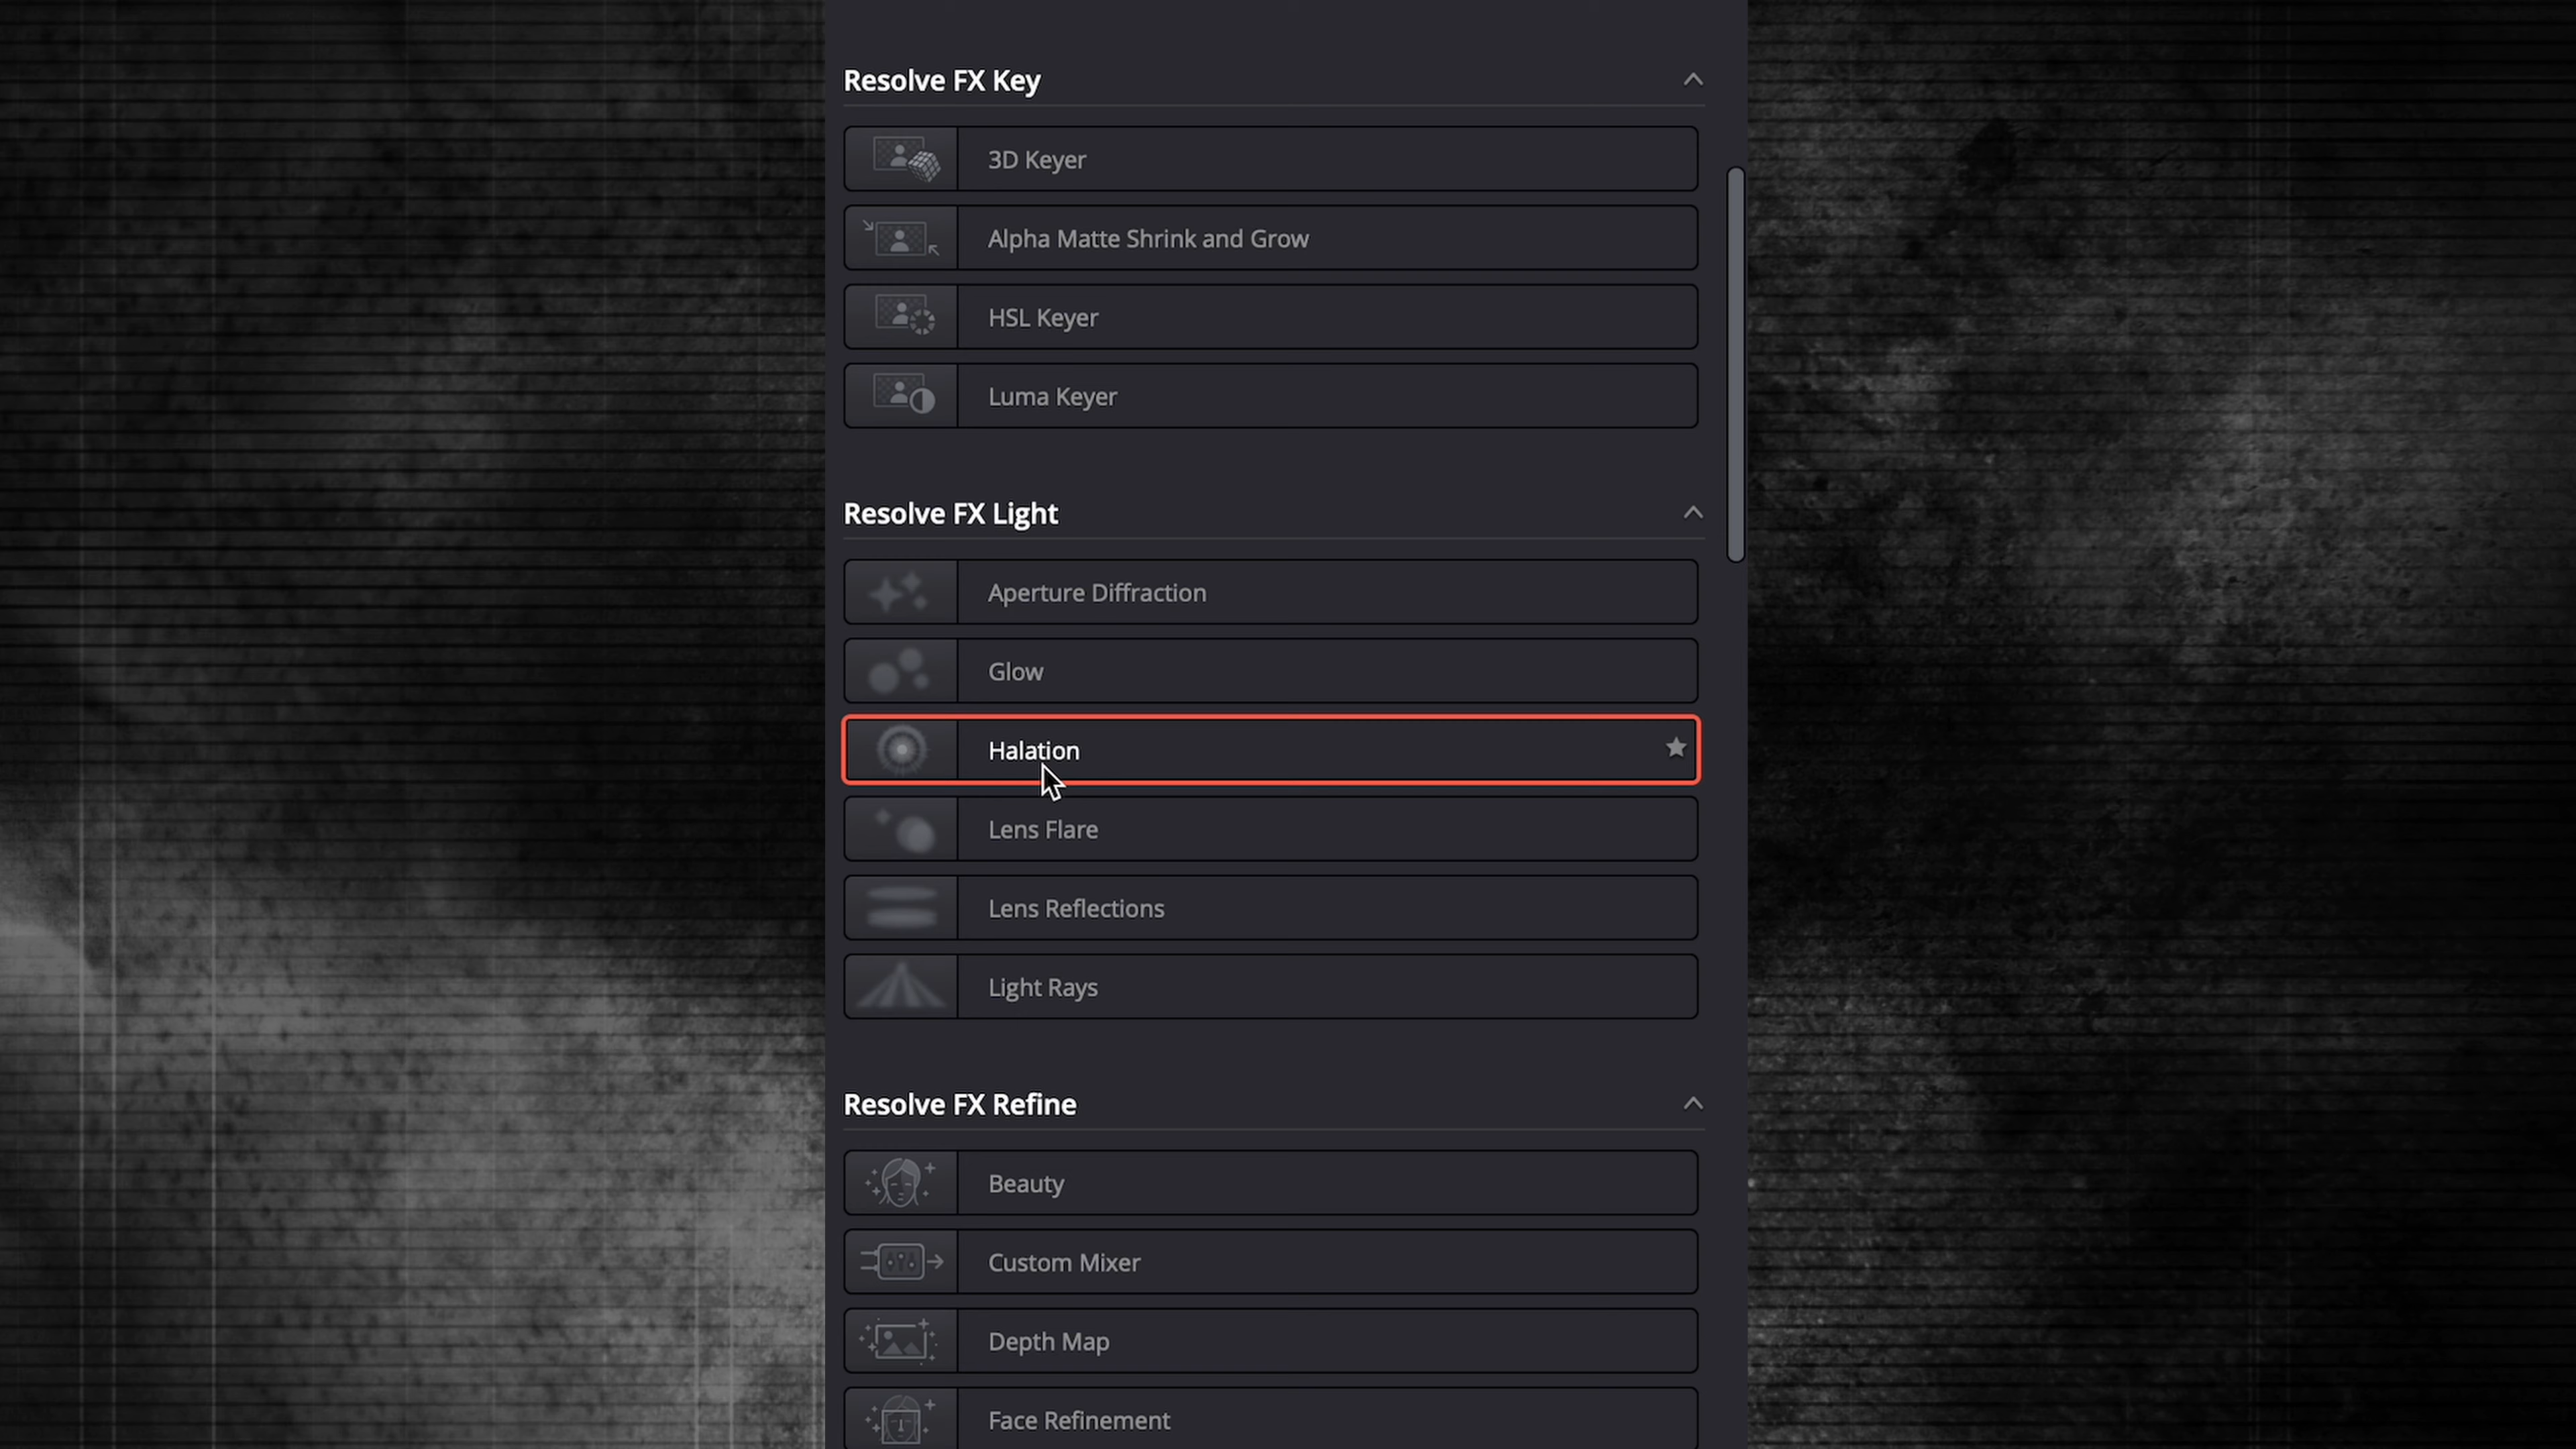 Resolve FX Key
3D Keyer
Alpha Matte Shrink and Grow
HSL Keyer
Luma Keyer
Resolve FX Light
Aperture Diffraction
Glow
Halation
Lens Flare
Lens Reflections
Light Rays
Resolve FX Refine
Beauty
Custom Mixer
Depth Map
Face Refinement